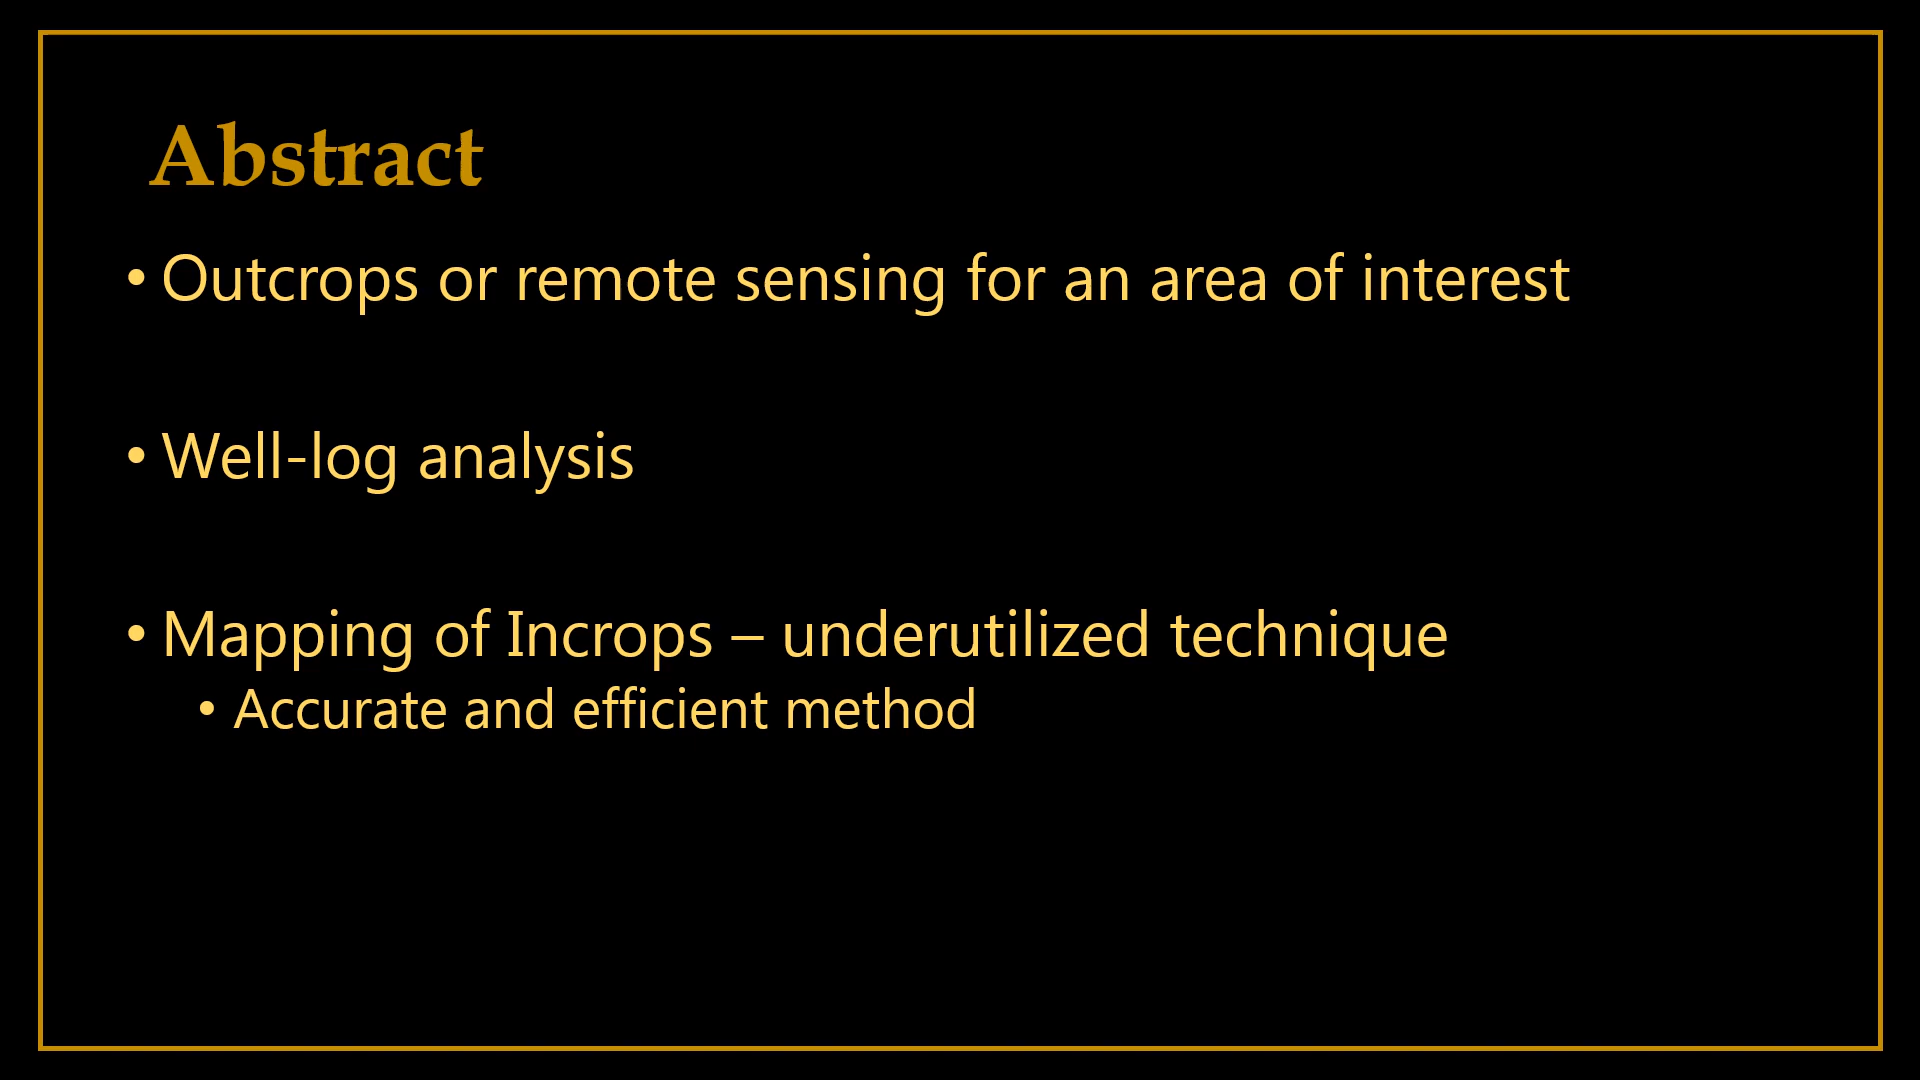 Abstract
• Outcrops or remote sensing for an area of interest
• Well-log analysis
• Mapping of Incrops – underutilized technique
• Accurate and efficient method